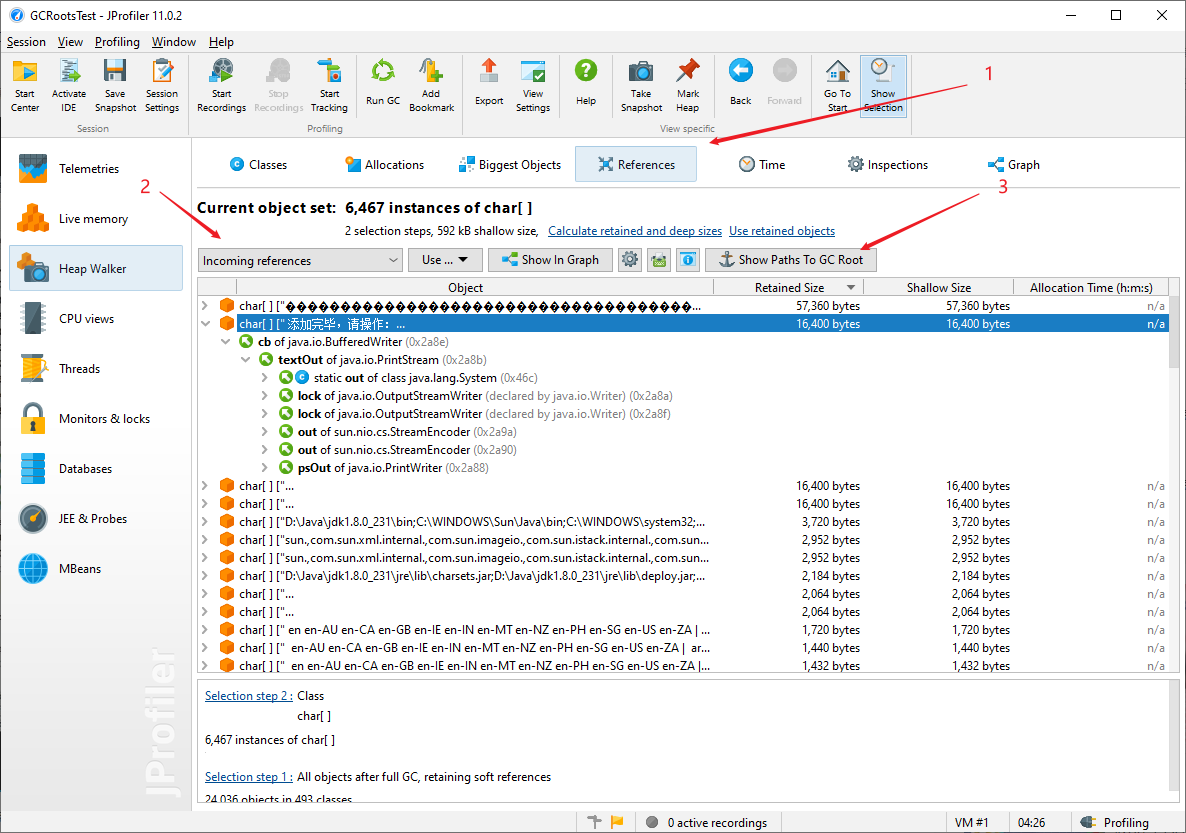 GCRootsTest - JProfiler 11.0.2
Session View Profiling Window Help
Start Center
Activate IDE
Save Snapshot
Session Settings
Start Recordings
Stop Recordings
Start Tracking
Run GC
Add Bookmark
Export
View Settings
Help
Take Snapshot
Mark Heap
Back
Forward
Go To Start
Show Selection
Session
Profiling
View specific
1
Telemetries
Live memory
Heap Walker
CPU views
Threads
Monitors & locks
Databases
JEE & Probes
MBeans
JProfiler
Classes
Allocations
Biggest Objects
References
Time
Inspections
Graph
2
3
Current object set: 6,467 instances of char[ ]
2 selection steps, 592 kB shallow size, Calculate retained and deep sizes Use retained objects
Incoming references
Use ...
Show In Graph
Show Paths To GC Root
Object Retained Size Shallow Size Allocation Time (h:m:s)
char[ ] ["������������������������������������... 57,360 bytes 57,360 bytes n/a
char[ ] ["添加完毕，请操作：... 16,400 bytes 16,400 bytes n/a
cb of java.io.BufferedWriter (0x2a8e)
textOut of java.io.PrintStream (0x2a8b)
static out of class java.lang.System (0x46c)
lock of java.io.OutputStreamWriter (declared by java.io.Writer) (0x2a8a)
lock of java.io.OutputStreamWriter (declared by java.io.Writer) (0x2a8f)
out of sun.nio.cs.StreamEncoder (0x2a9a)
out of sun.nio.cs.StreamEncoder (0x2a90)
psOut of java.io.PrintWriter (0x2a88)
char[ ] ["... 16,400 bytes 16,400 bytes n/a
char[ ] ["... 16,400 bytes 16,400 bytes n/a
char[ ] ["D:\Java\jdk1.8.0_231\bin;C:\WINDOWS\Sun\Java\bin;C:\WINDOWS\system32;... 3,720 bytes 3,720 bytes n/a
char[ ] ["sun.,com.sun.xml.internal.,com.sun.imageio.,com.sun.istack.internal.,com.sun... 2,952 bytes 2,952 bytes n/a
char[ ] ["sun.,com.sun.xml.internal.,com.sun.imageio.,com.sun.istack.internal.,com.sun... 2,952 bytes 2,952 bytes n/a
char[ ] ["D:\Java\jdk1.8.0_231\jre\lib\charsets.jar;D:\Java\jdk1.8.0_231\jre\lib\deploy.jar;... 2,184 bytes 2,184 bytes n/a
char[ ] ["... 2,064 bytes 2,064 bytes n/a
char[ ] ["... 2,064 bytes 2,064 bytes n/a
char[ ] [" en en-AU en-CA en-GB en-IE en-IN en-MT en-NZ en-PH en-SG en-US en-ZA | ... 1,720 bytes 1,720 bytes n/a
char[ ] ["  en-AU en-CA en-GB en-IE en-IN en-MT en-NZ en-PH en-SG en-US en-ZA |  ar... 1,440 bytes 1,440 bytes n/a
char[ ] ["  en en-AU en-CA en-GB en-IE en-IN en-MT en-NZ en-PH en-SG en-US en-ZA | ... 1,432 bytes 1,432 bytes n/a
Selection step 2 : Class
char[ ]
6,467 instances of char[ ]
Selection step 1 : All objects after full GC, retaining soft references
24,036 objects in 493 classes
0 active recordings VM #1 04:26 Profiling